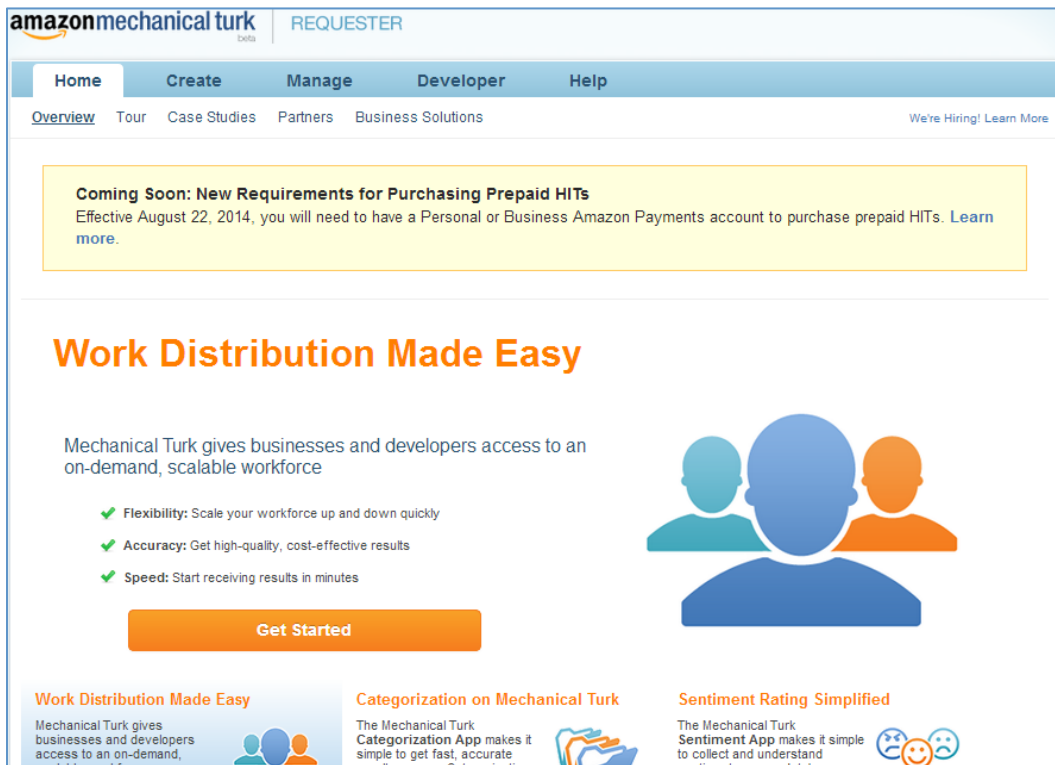 amazonmechanical turk
beta
REQUESTER
Home Create Manage Developer Help
Overview Tour Case Studies Partners Business Solutions We're Hiring! Learn More
Coming Soon: New Requirements for Purchasing Prepaid HITs
Effective August 22, 2014, you will need to have a Personal or Business Amazon Payments account to purchase prepaid HITs. Learn
more.
Work Distribution Made Easy
Mechanical Turk gives businesses and developers access to an
on-demand, scalable workforce
Flexibility: Scale your workforce up and down quickly
Accuracy: Get high-quality, cost-effective results
Speed: Start receiving results in minutes
Get Started
Work Distribution Made Easy
Mechanical Turk gives
businesses and developers
access to an on-demand,
Categorization on Mechanical Turk
The Mechanical Turk
Categorization App makes it
simple to get fast, accurate
Sentiment Rating Simplified
The Mechanical Turk
Sentiment App makes it simple
to collect and understand